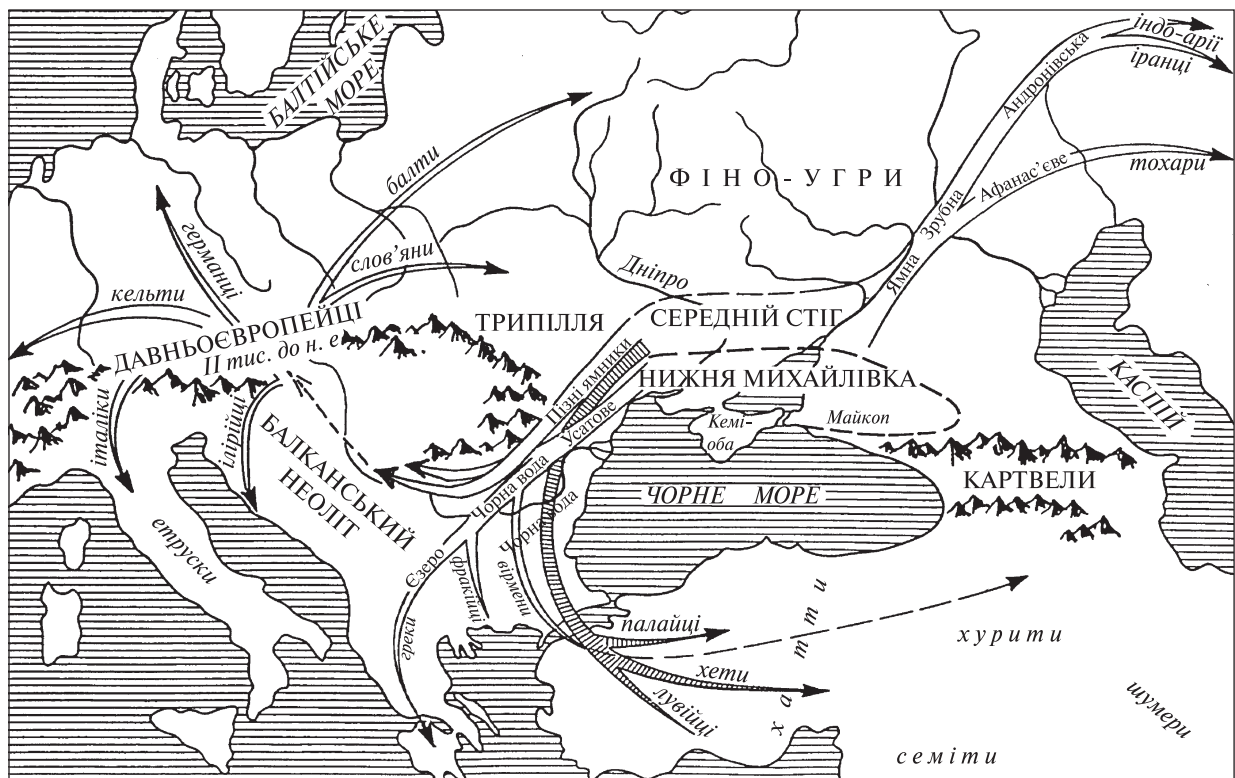 БАЛТІЙСЬКЕ
МОРЕ
індо-арії
іранці
Андронівська
балти
ФІНО-УГРИ
Афанас’єве
тохари
Зрубна
германці
слов’яни
Дніпро
Ямна
кельти
ДАВНЬОЄВРОПЕЙЦІ
II тис. до н. е
ТРИПІЛЛЯ
СЕРЕДНІЙ СТІГ
Пізні ямники
НИЖНЯ МИХАЙЛІВКА
КАСПІЙ
італіки
іллірійці
Усатове
Кемі-
оба
Майкоп
БАЛКАНСЬКИЙ
НЕОЛІТ
Чорна вода
Чорна вода
ЧОРНЕ МОРЕ
КАРТВЕЛИ
етруски
Єзеро
фракійці
вірмени
греки
палайці
хатти
хурити
хети
лувійці
шумери
семіти